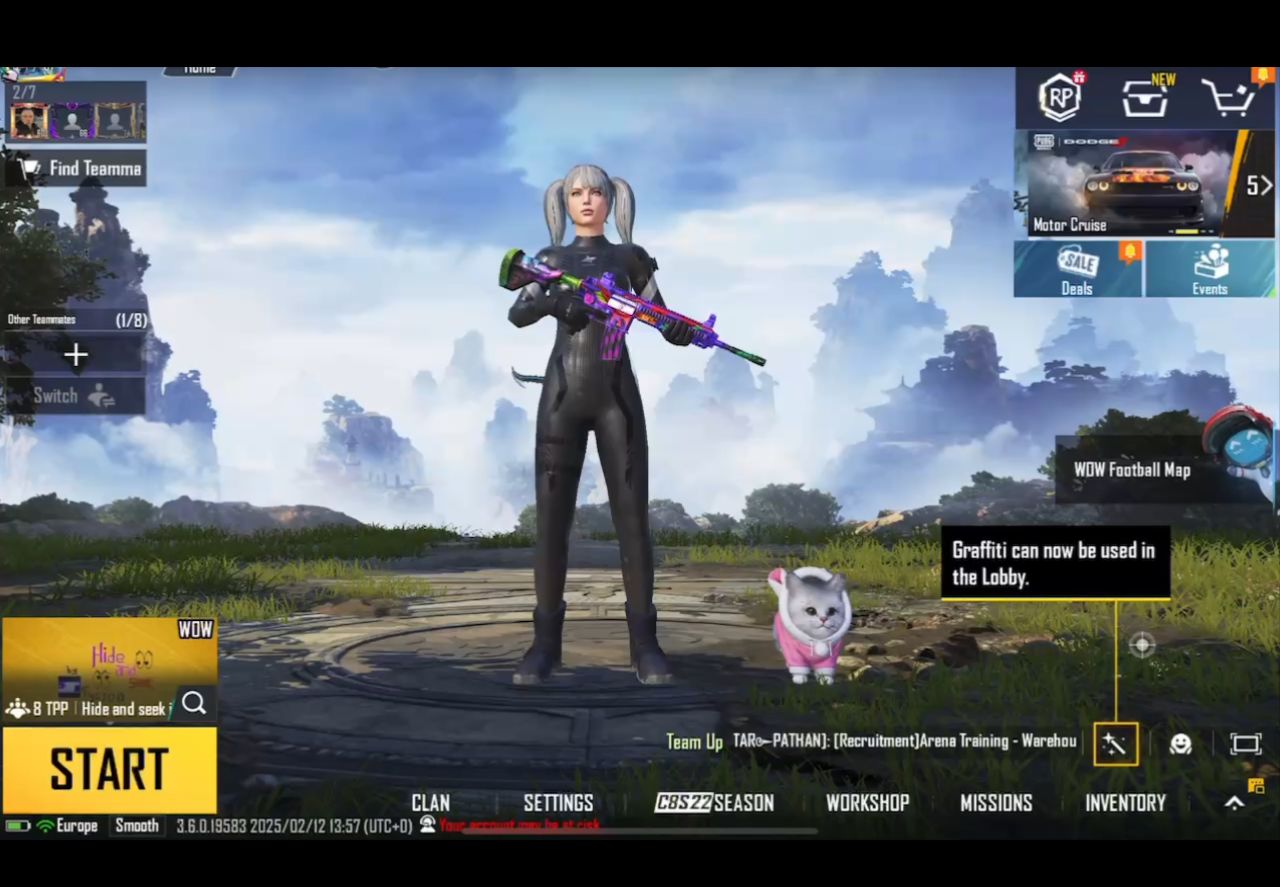 Home
2/7
RP
NEW
Find Teamma
DODGE
5
Motor Cruise
SALE
Deals
Events
Other Teammates (1/8)
Switch
WOW Football Map
Graffiti can now be used in
the Lobby.
WOW
Hide
and
8 TPP Hide and seek i
START
Team Up TAR PATHAN]: [Recruitment]Arena Training - Warehou
CLAN SETTINGS C8S22 SEASON WORKSHOP MISSIONS INVENTORY
Europe Smooth 3.6.0.19583 2025/02/12 13:57 (UTC+0) Your account may be at risk